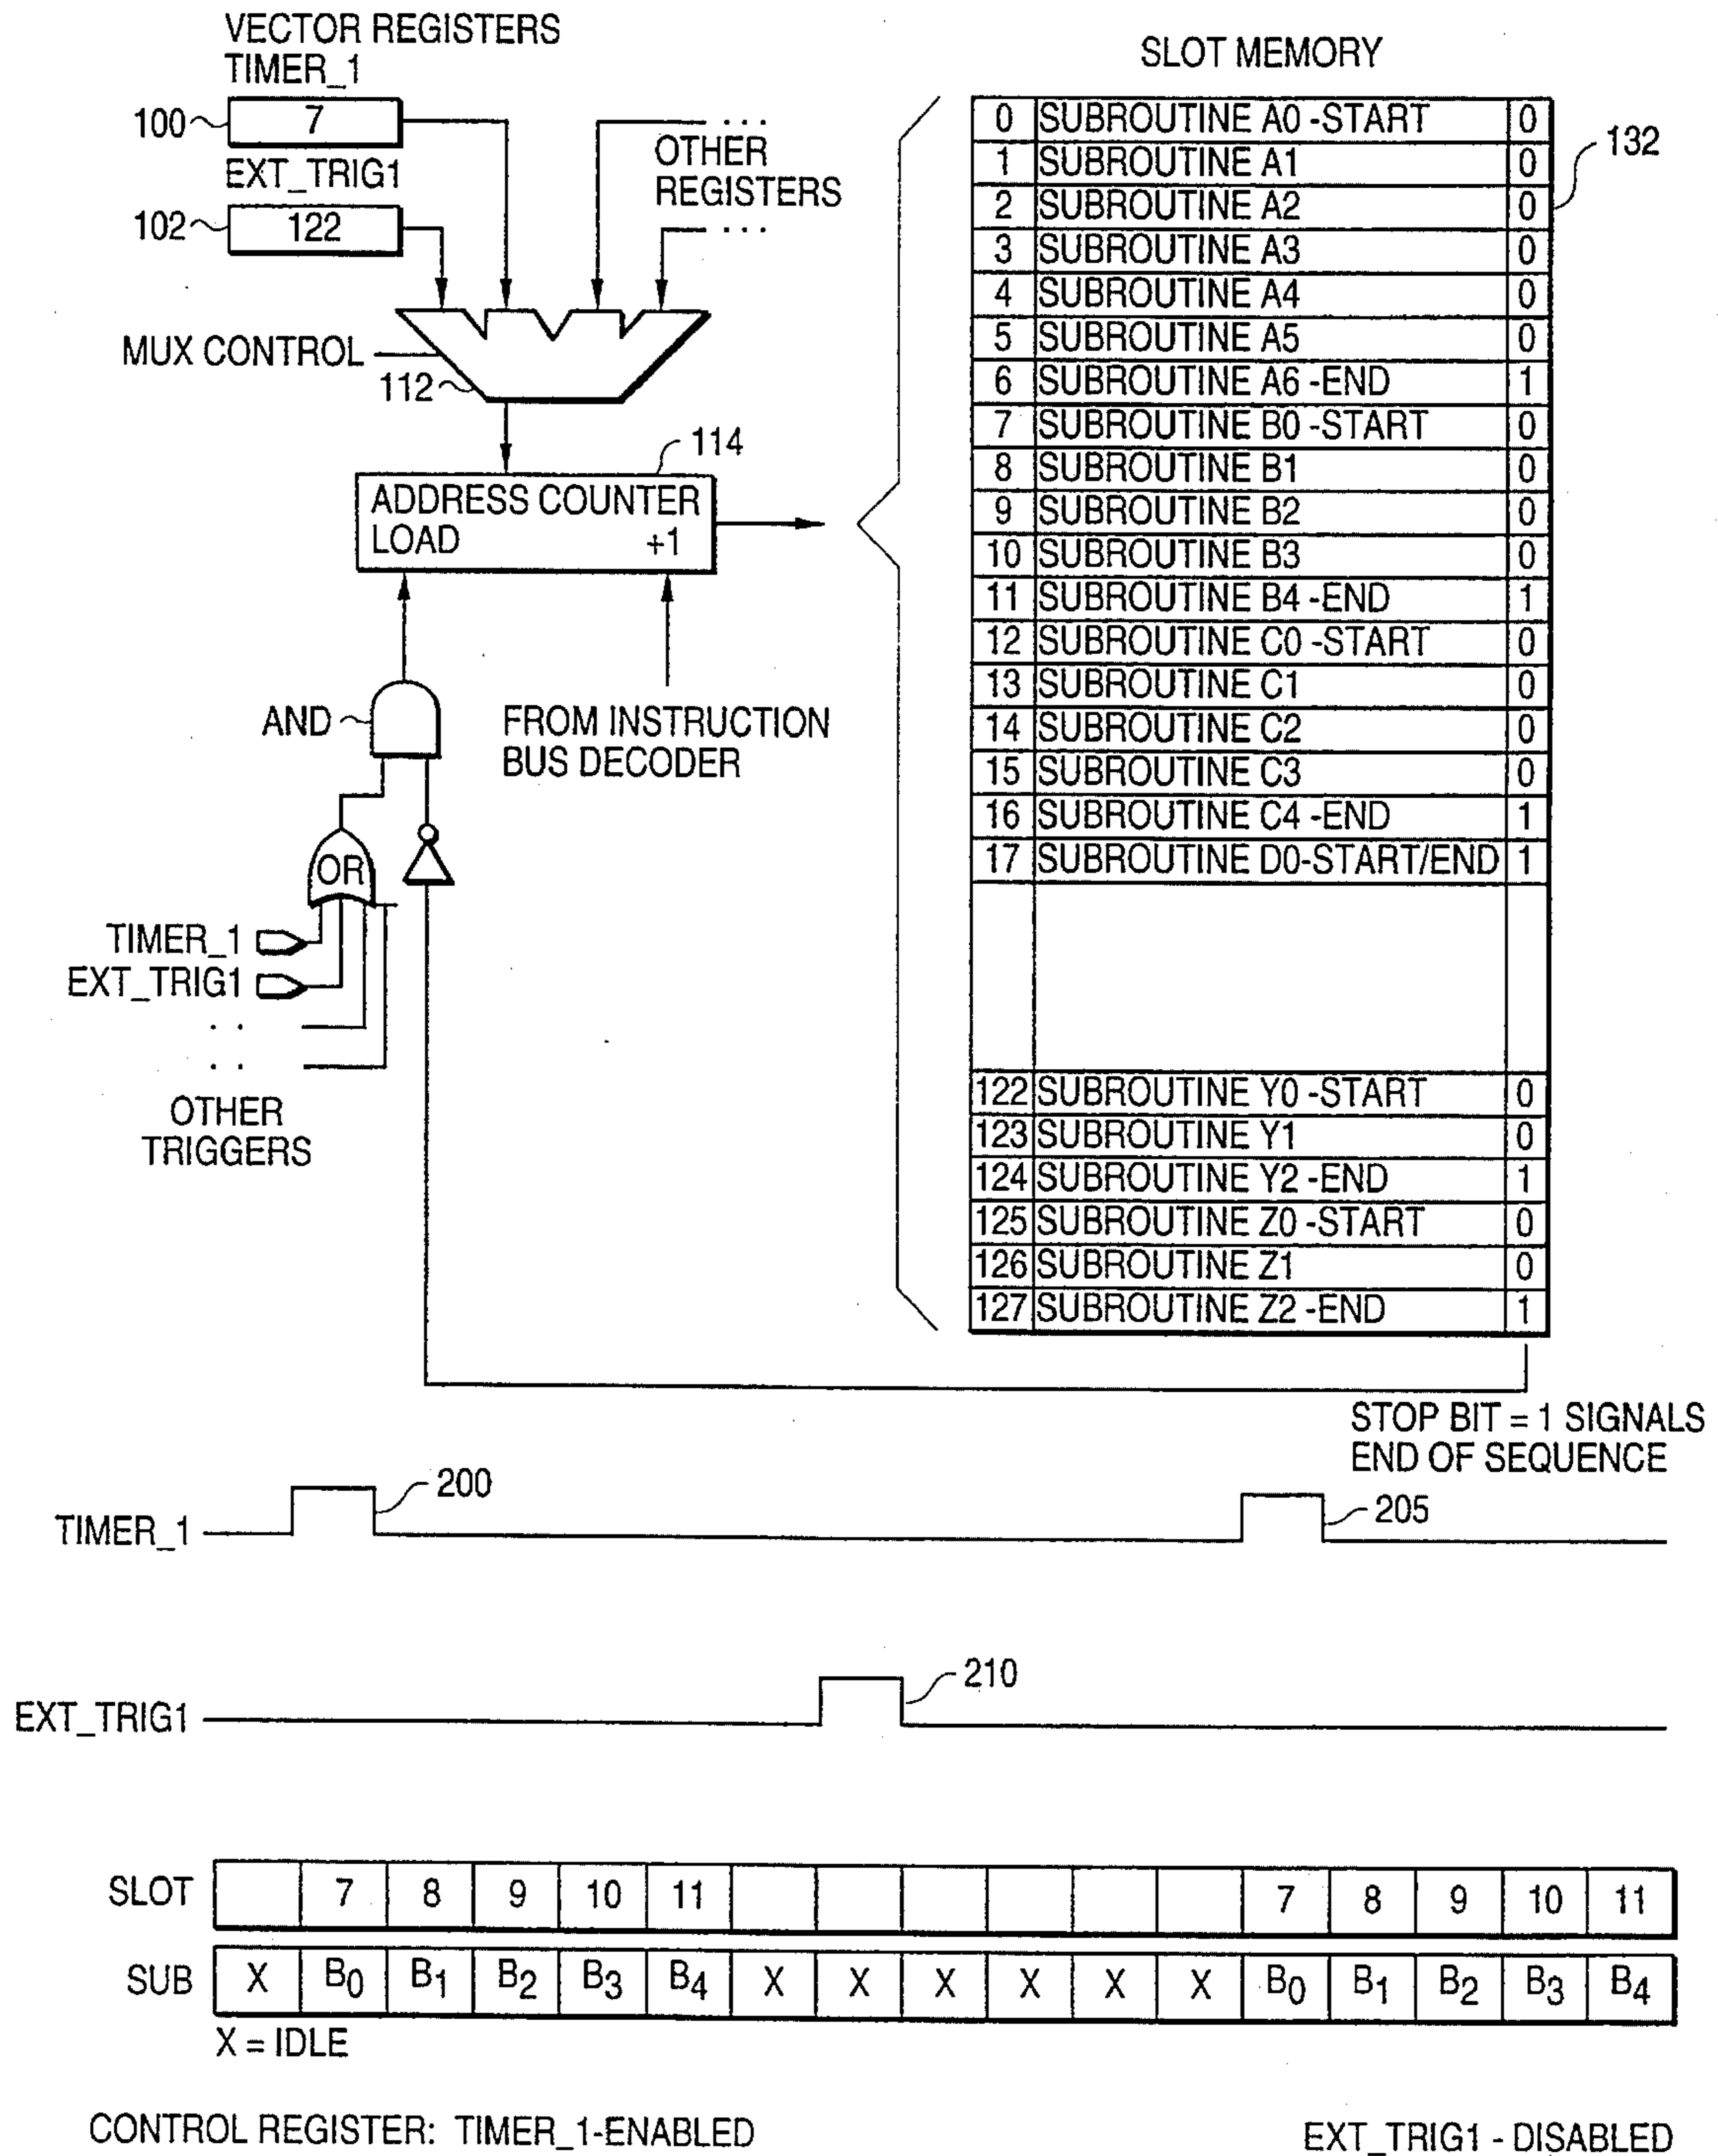 VECTOR REGISTERS
TIMER_1
100
7
EXT_TRIG1
102
122
OTHER
REGISTERS
MUX CONTROL
112
114
ADDRESS COUNTER
LOAD +1
AND
FROM INSTRUCTION
BUS DECODER
OR
TIMER_1
EXT_TRIG1
OTHER
TRIGGERS
SLOT MEMORY
132
0 SUBROUTINE A0 -START 0
1 SUBROUTINE A1 0
2 SUBROUTINE A2 0
3 SUBROUTINE A3 0
4 SUBROUTINE A4 0
5 SUBROUTINE A5 0
6 SUBROUTINE A6 -END 1
7 SUBROUTINE B0 -START 0
8 SUBROUTINE B1 0
9 SUBROUTINE B2 0
10 SUBROUTINE B3 0
11 SUBROUTINE B4 -END 1
12 SUBROUTINE C0 -START 0
13 SUBROUTINE C1 0
14 SUBROUTINE C2 0
15 SUBROUTINE C3 0
16 SUBROUTINE C4 -END 1
17 SUBROUTINE D0-START/END 1
122 SUBROUTINE Y0 -START 0
123 SUBROUTINE Y1 0
124 SUBROUTINE Y2 -END 1
125 SUBROUTINE Z0 -START 0
126 SUBROUTINE Z1 0
127 SUBROUTINE Z2 -END 1
STOP BIT = 1 SIGNALS
END OF SEQUENCE
TIMER_1
200
205
EXT_TRIG1
210
SLOT 7 8 9 10 11 7 8 9 10 11
SUB X B0 B1 B2 B3 B4 X X X X X X B0 B1 B2 B3 B4
X = IDLE
CONTROL REGISTER: TIMER_1-ENABLED EXT_TRIG1 - DISABLED